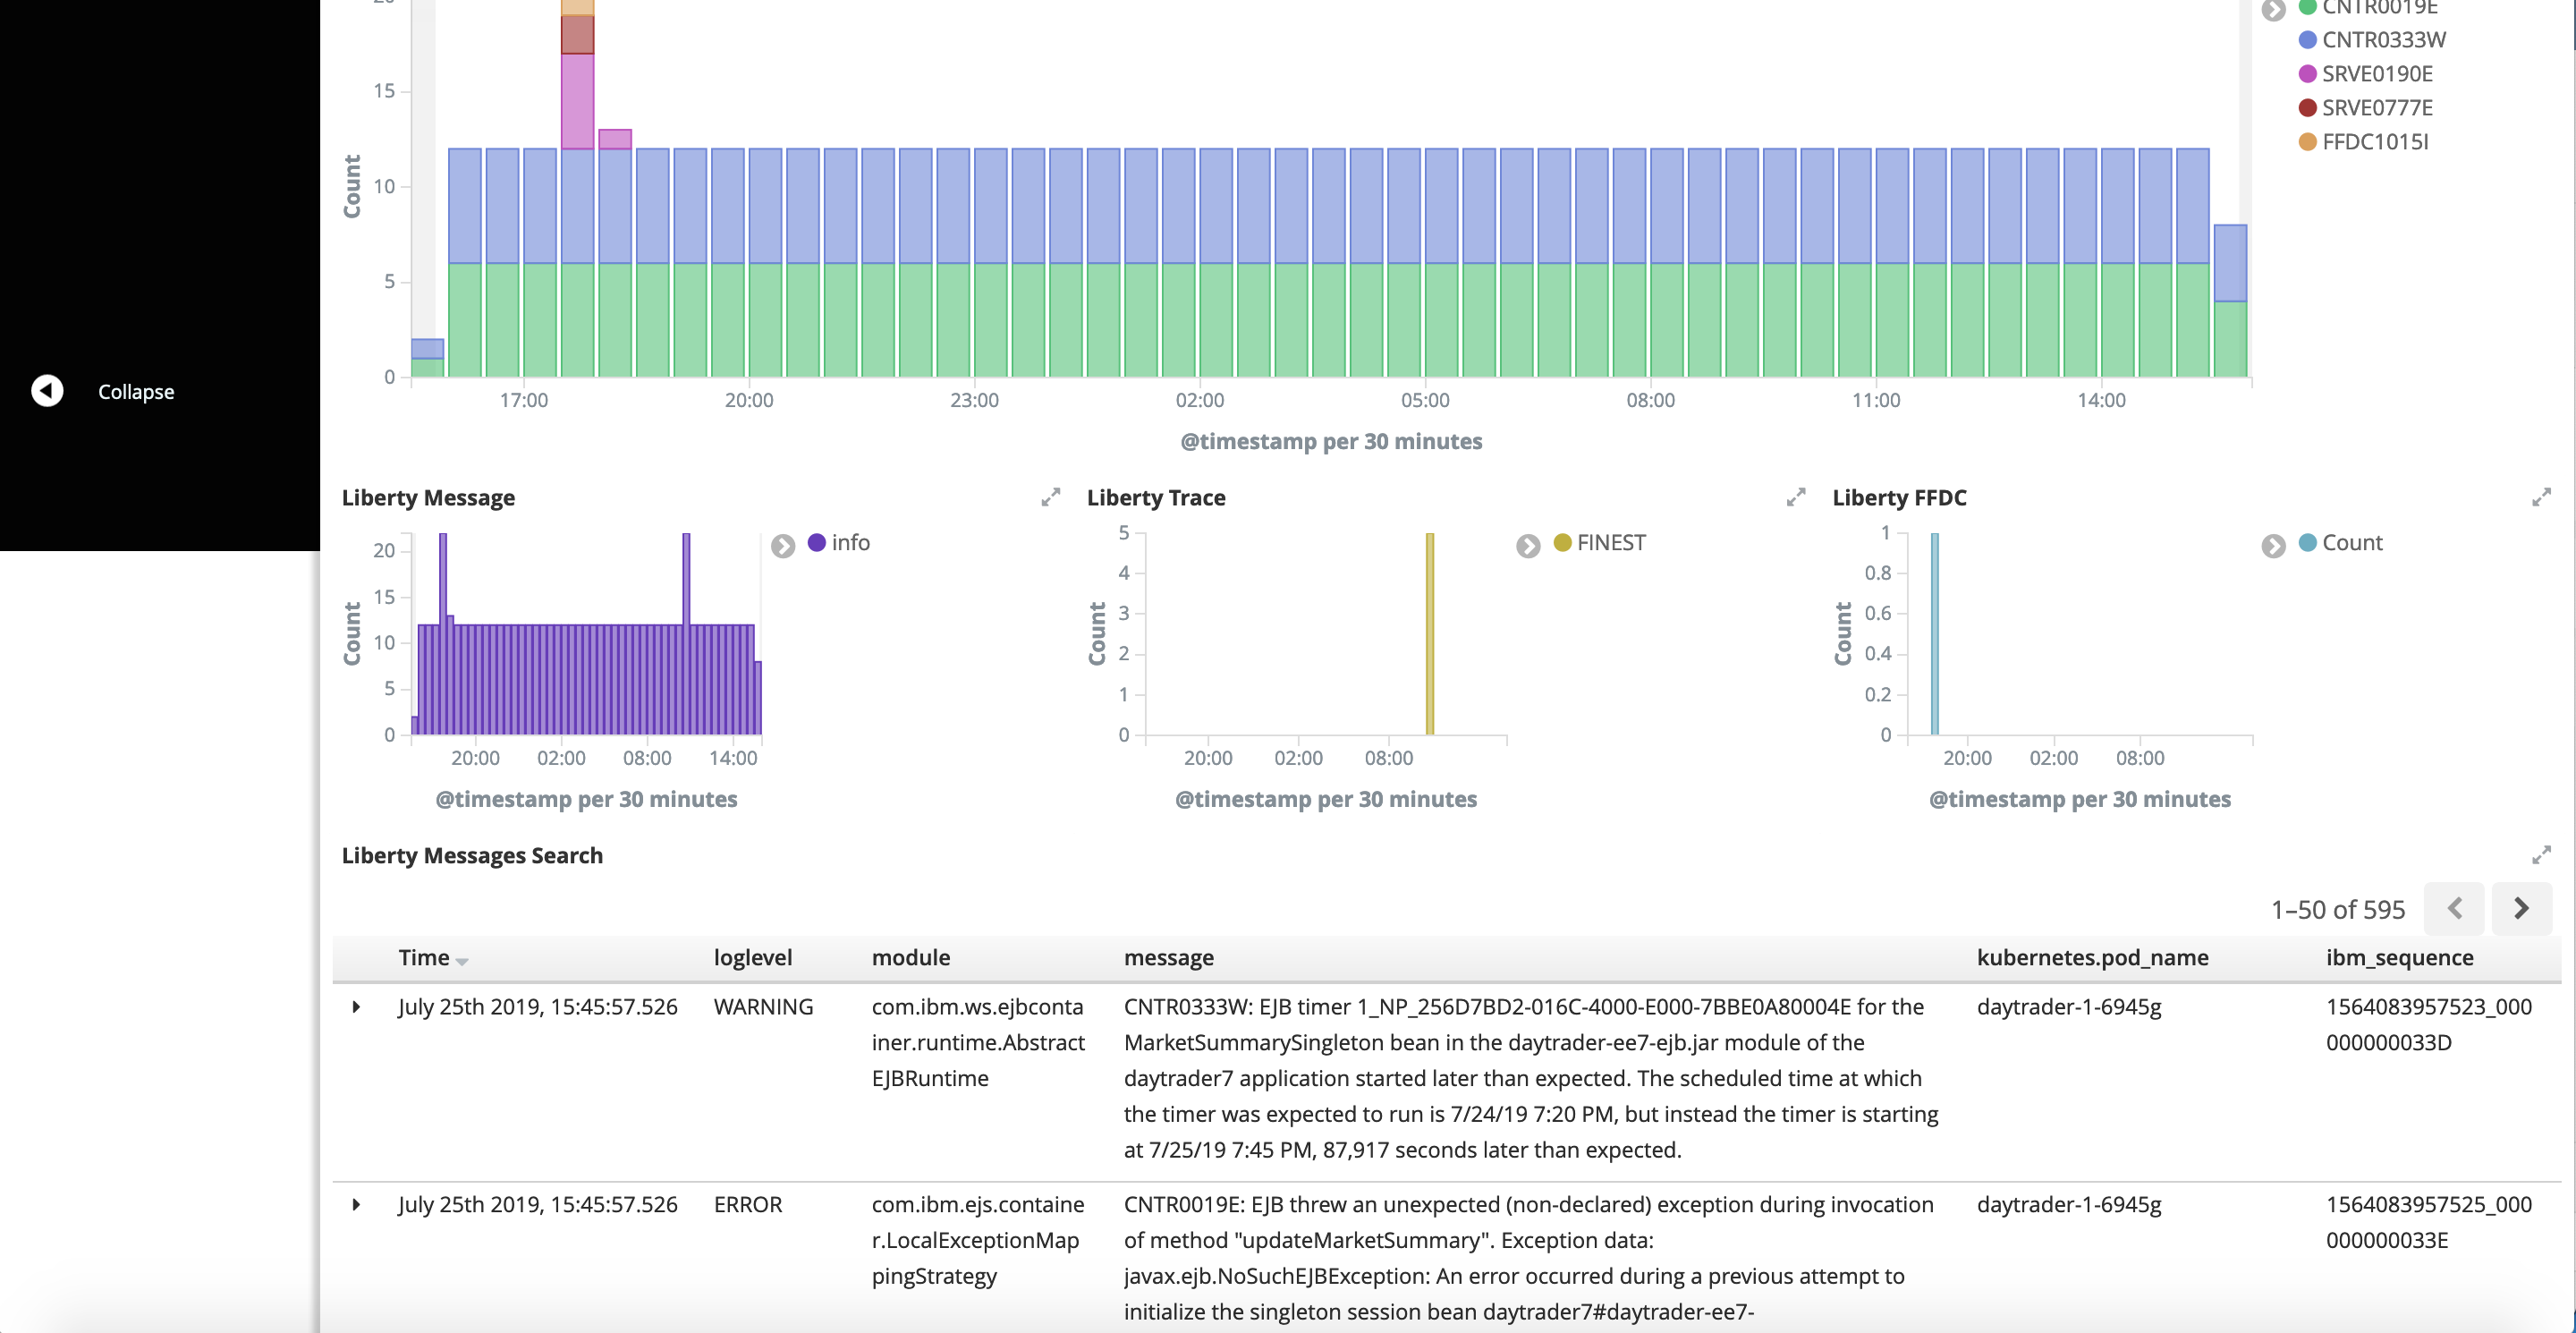 20
CNTR0019E
CNTR0333W
SRVE0190E
SRVE0777E
FFDC1015I
15
10
5
0
Count
17:00 20:00 23:00 02:00 05:00 08:00 11:00 14:00
@timestamp per 30 minutes
Collapse
Liberty Message
20
15
10
5
0
Count
info
20:00 02:00 08:00 14:00
@timestamp per 30 minutes
Liberty Trace
5
4
3
2
1
0
Count
FINEST
20:00 02:00 08:00
@timestamp per 30 minutes
Liberty FFDC
1
0.8
0.6
0.4
0.2
0
Count
Count
20:00 02:00 08:00
@timestamp per 30 minutes
Liberty Messages Search
1–50 of 595
Time loglevel module message kubernetes.pod_name ibm_sequence
July 25th 2019, 15:45:57.526 WARNING com.ibm.ws.ejbconta CNTR0333W: EJB timer 1_NP_256D7BD2-016C-4000-E000-7BBE0A80004E for the daytrader-1-6945g 1564083957523_000
iner.runtime.Abstract MarketSummarySingleton bean in the daytrader-ee7-ejb.jar module of the 000000033D
EJBRuntime daytrader7 application started later than expected. The scheduled time at which
the timer was expected to run is 7/24/19 7:20 PM, but instead the timer is starting
at 7/25/19 7:45 PM, 87,917 seconds later than expected.
July 25th 2019, 15:45:57.526 ERROR com.ibm.ejs.containe CNTR0019E: EJB threw an unexpected (non-declared) exception during invocation daytrader-1-6945g 1564083957525_000
r.LocalExceptionMap of method "updateMarketSummary". Exception data: 000000033E
pingStrategy javax.ejb.NoSuchEJBException: An error occurred during a previous attempt to
initialize the singleton session bean daytrader7#daytrader-ee7-